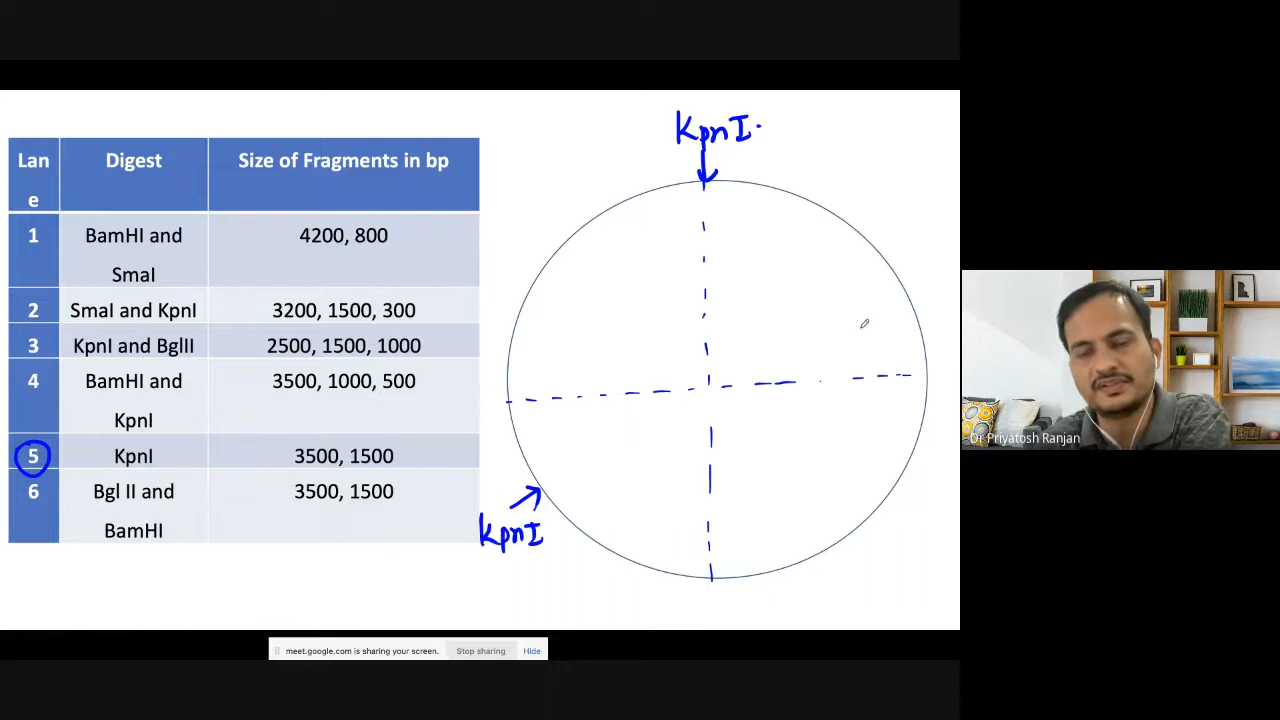 KpnI.
Lan
e
Digest
Size of Fragments in bp
1
BamHI and
SmaI
4200, 800
2
SmaI and KpnI
3200, 1500, 300
3
KpnI and BglII
2500, 1500, 1000
4
BamHI and
KpnI
3500, 1000, 500
5
KpnI
3500, 1500
6
Bgl II and
BamHI
3500, 1500
KpnI
Dr Priyatosh Ranjan
meet.google.com is sharing your screen.
Stop sharing
Hide